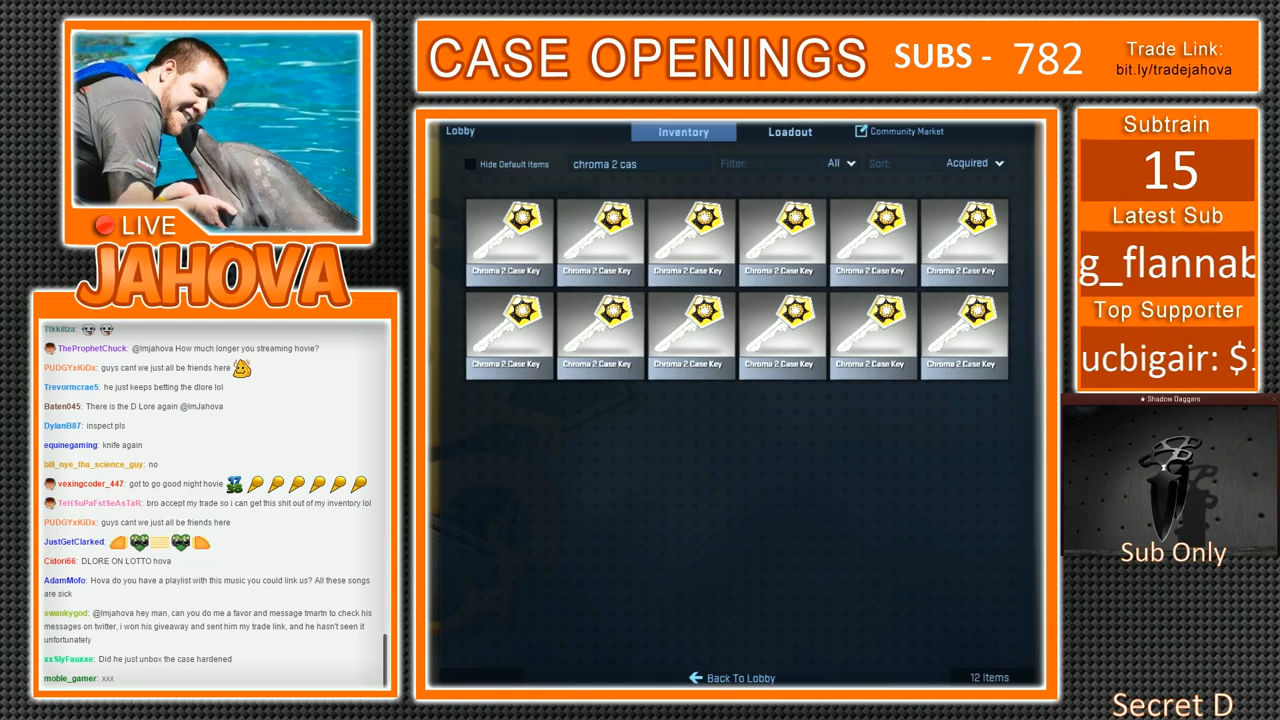 CASE OPENINGS
SUBS - 782
Trade Link:
bit.ly/tradejahova
LIVE
JAHOVA
Ttkkillza:
TheProphetChuck: @Imjahova How much longer you streaming hovie?
PUDGYxKiDx: guys cant we just all be friends here
Trevormcrae5: he just keeps betting the dlore lol
Baten045: There is the D Lore again @ImJahova
DylanB87: inspect pls
equinegaming: knife again
bill_nye_tha_science_guy: no
vexingcoder_447: got to go good night hovie
TeHSuPaFstSeAsTaR: bro accept my trade so i can get this shit out of my inventory lol
PUDGYxKiDx: guys cant we just all be friends here
JustGetClarked:
Cidori66: DLORE ON LOTTO hova
AdamMofo: Hova do you have a playlist with this music you could link us? All these songs
are sick
swankygod: @Imjahova hey man, can you do me a favor and message tmartn to check his
messages on twitter, i won his giveaway and sent him my trade link, and he hasn't seen it
unfortunately
xxSlyFauxxe: Did he just unbox the case hardened
moble_gamer: xxx
Lobby
Inventory
Loadout
Community Market
Hide Default Items
chroma 2 cas
Filter: All
Sort: Acquired
Chroma 2 Case Key
Chroma 2 Case Key
Chroma 2 Case Key
Chroma 2 Case Key
Chroma 2 Case Key
Chroma 2 Case Key
Chroma 2 Case Key
Chroma 2 Case Key
Chroma 2 Case Key
Chroma 2 Case Key
Chroma 2 Case Key
Chroma 2 Case Key
Back To Lobby
12 Items
Subtrain
15
Latest Sub
g_flannab
Top Supporter
ucbigair: $1
★ Shadow Daggers
Sub Only
Secret D